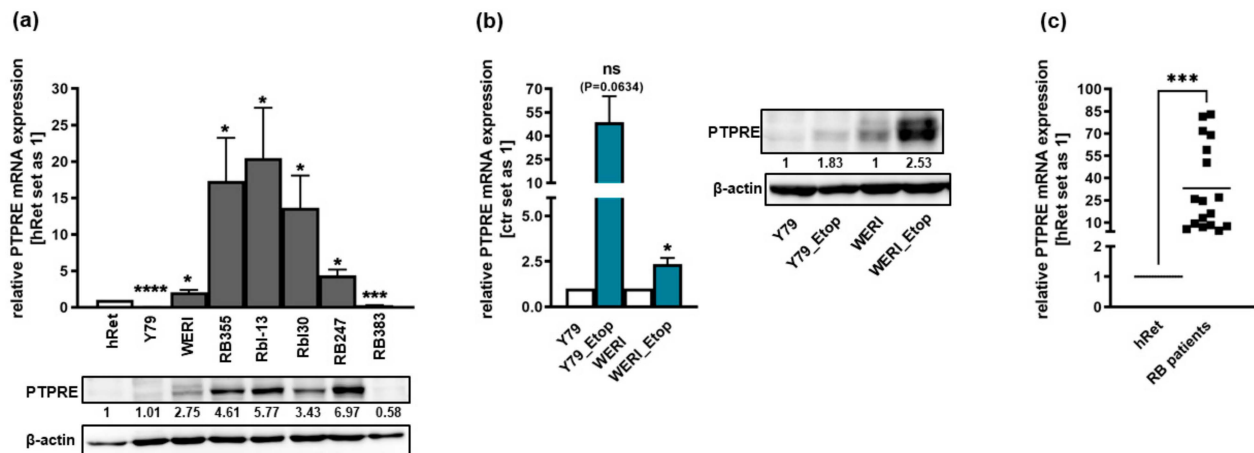 (a)
relative PTPRE mRNA expression
[hRet set as 1]
30
25
20
15
10
5
0
****
*
*
*
*
*
***
hRet
Y79
WERI
RB355
Rbl-13
Rbl30
RB247
RB383
PTPRE
1 1.01 2.75 4.61 5.77 3.43 6.97 0.58
β-actin
(b)
relative PTPRE mRNA expression
[ctr set as 1]
70
50
30
10
5.0
2.5
0.0
ns
(P=0.0634)
*
Y79
Y79_Etop
WERI
WERI_Etop
PTPRE
1 1.83 1 2.53
β-actin
Y79
Y79_Etop
WERI
WERI_Etop
(c)
relative PTPRE mRNA expression
[hRet set as 1]
100
85
70
55
40
25
10
2
1
0
***
hRet
RB patients